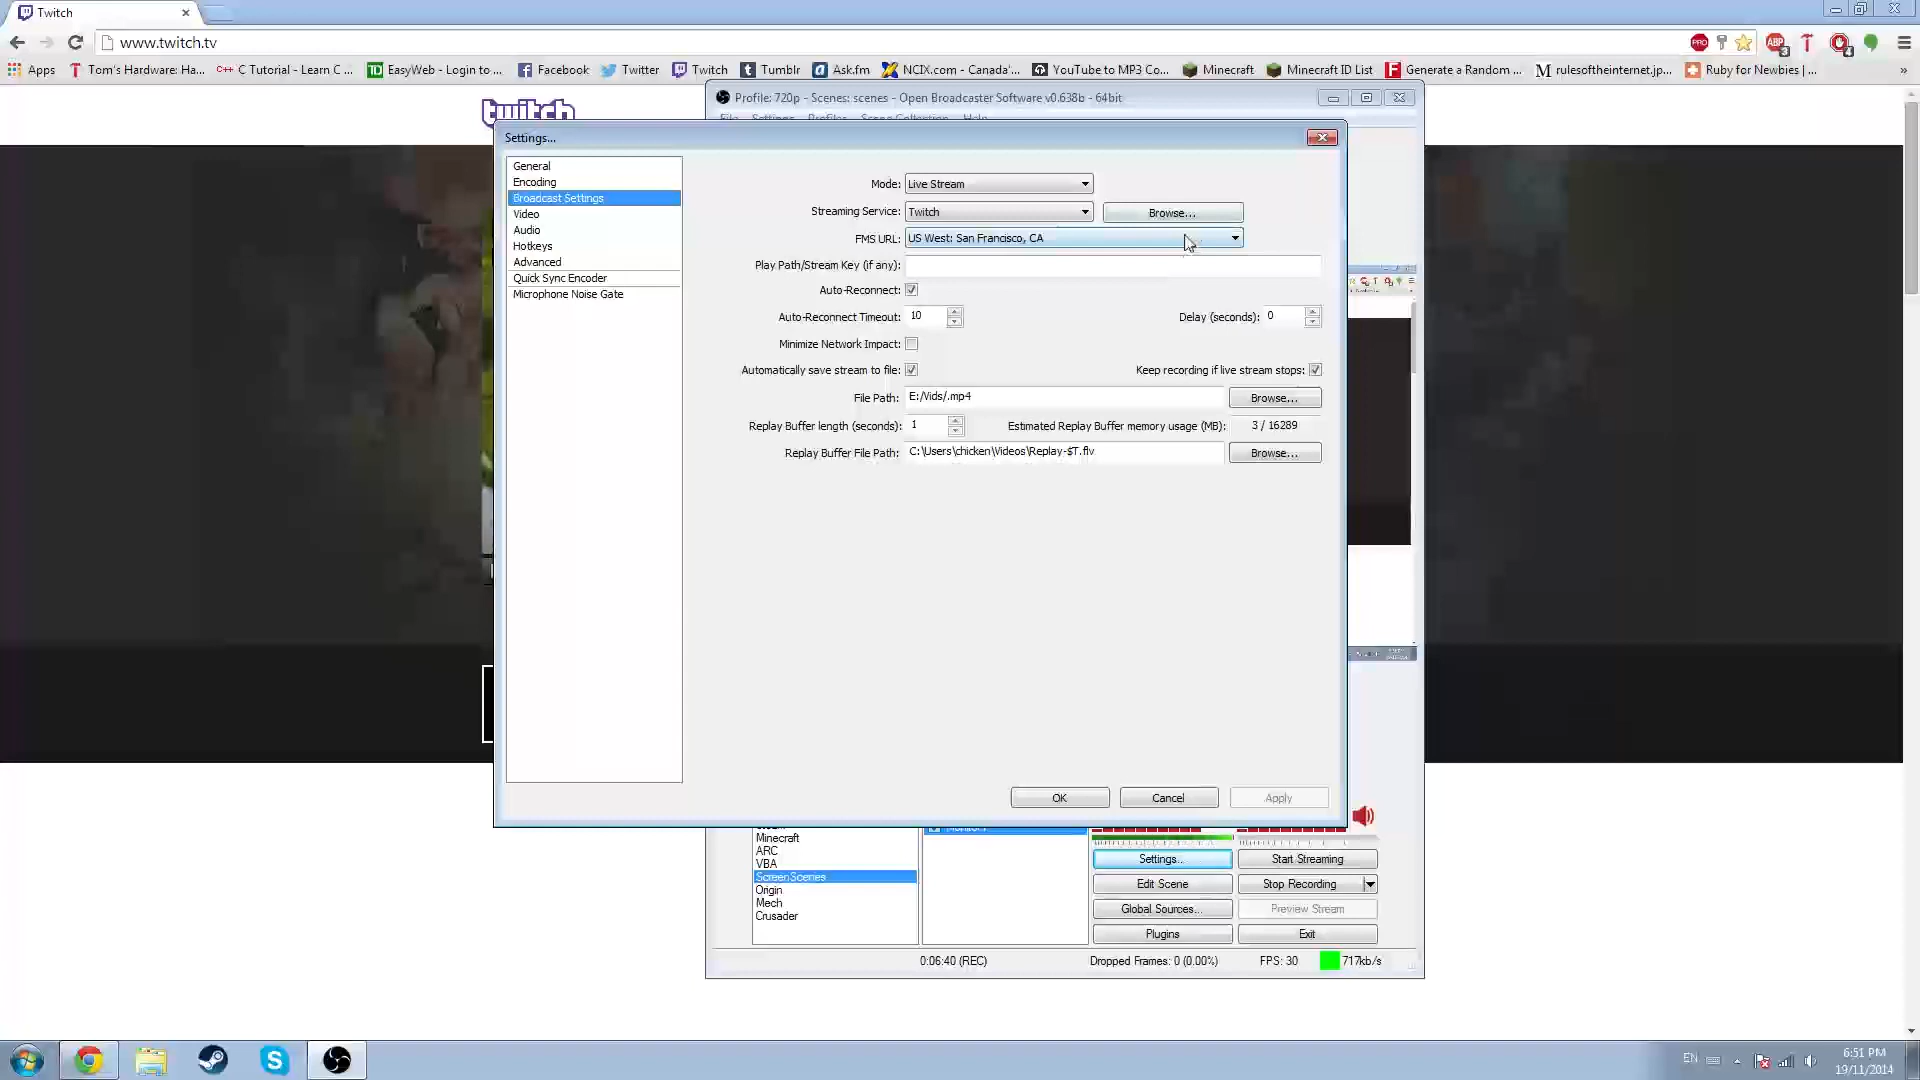 Twitch
www.twitch.tv
Apps
Tom's Hardware: Ha...
C++ C Tutorial - Learn C ...
TD EasyWeb - Login to ...
Facebook
Twitter
Twitch
Tumblr
Ask.fm
NCIX.com - Canada'...
YouTube to MP3 Co...
Minecraft
Minecraft ID List
Generate a Random ...
rulesoftheinternet.jp...
Ruby for Newbies | ...
twitch
Profile: 720p - Scenes: scenes - Open Broadcaster Software v0.638b - 64bit
File Settings Profiles Scene Collection Help
Settings...
General
Encoding
Broadcast Settings
Video
Audio
Hotkeys
Advanced
Quick Sync Encoder
Microphone Noise Gate
Mode: Live Stream
Streaming Service: Twitch Browse...
FMS URL: US West: San Francisco, CA
Play Path/Stream Key (if any):
Auto-Reconnect:
Auto-Reconnect Timeout: 10 Delay (seconds): 0
Minimize Network Impact:
Automatically save stream to file: Keep recording if live stream stops:
File Path: E:/Vids/.mp4 Browse...
Replay Buffer length (seconds): 1 Estimated Replay Buffer memory usage (MB): 3 / 16289
Replay Buffer File Path: C:\Users\chicken\Videos\Replay-$T.flv Browse...
OK Cancel Apply
Minecraft
ARC
VBA
ScreenScenes
Origin
Mech
Crusader
Settings... Start Streaming
Edit Scene Stop Recording
Global Sources... Preview Stream
Plugins Exit
0:06:40 (REC) Dropped Frames: 0 (0.00%) FPS: 30 717kb/s
EN
6:51 PM
19/11/2014